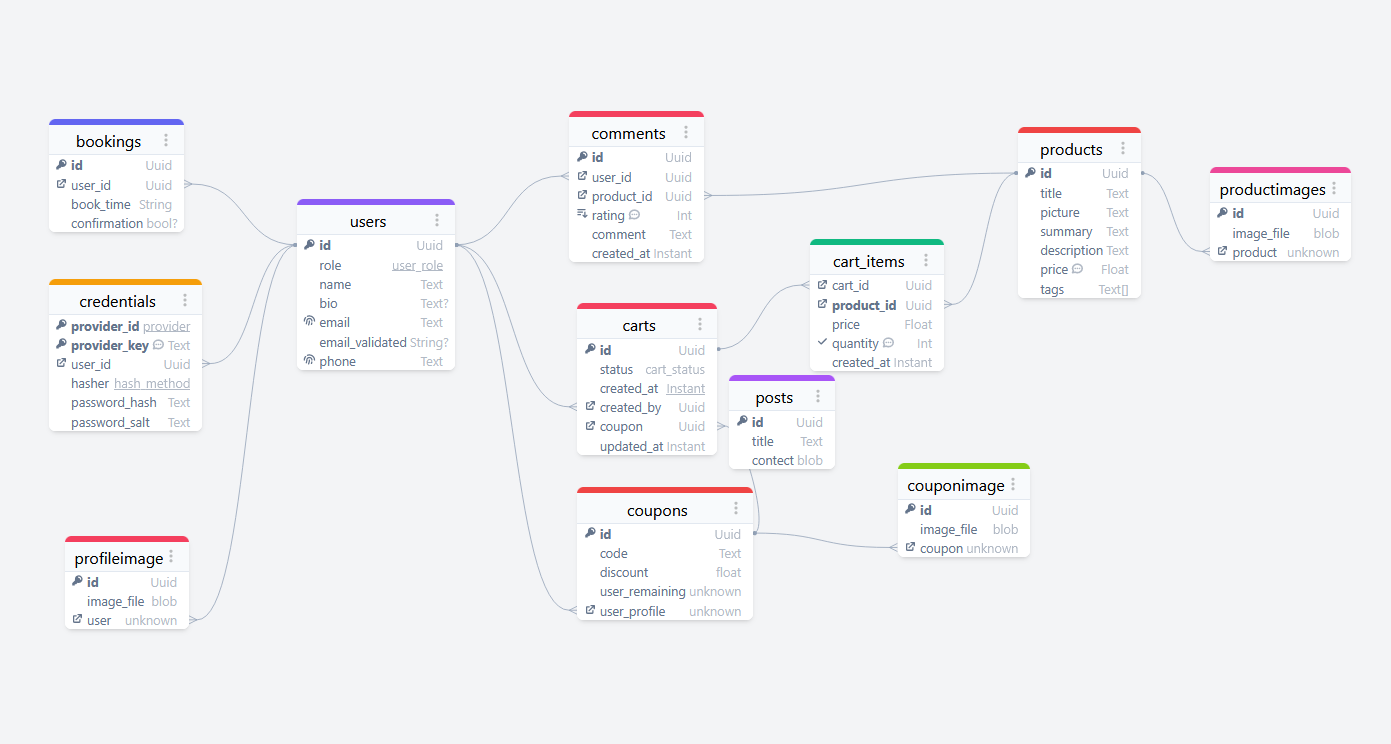 bookings
id Uuid
user_id Uuid
book_time String
confirmation bool?
credentials
provider_id provider
provider_key Text
user_id Uuid
hasher hash_method
password_hash Text
password_salt Text
profileimage
id Uuid
image_file blob
user unknown
users
id Uuid
role user_role
name Text
bio Text?
email Text
email_validated String?
phone Text
comments
id Uuid
user_id Uuid
product_id Uuid
rating Int
comment Text
created_at Instant
carts
id Uuid
status cart_status
created_at Instant
created_by Uuid
coupon Uuid
updated_at Instant
coupons
id Uuid
code Text
discount float
user_remaining unknown
user_profile unknown
posts
id Uuid
title Text
contect blob
cart_items
cart_id Uuid
product_id Uuid
price Float
quantity Int
created_at Instant
couponimage
id Uuid
image_file blob
coupon unknown
products
id Uuid
title Text
picture Text
summary Text
description Text
price Float
tags Text[]
productimages
id Uuid
image_file blob
product unknown